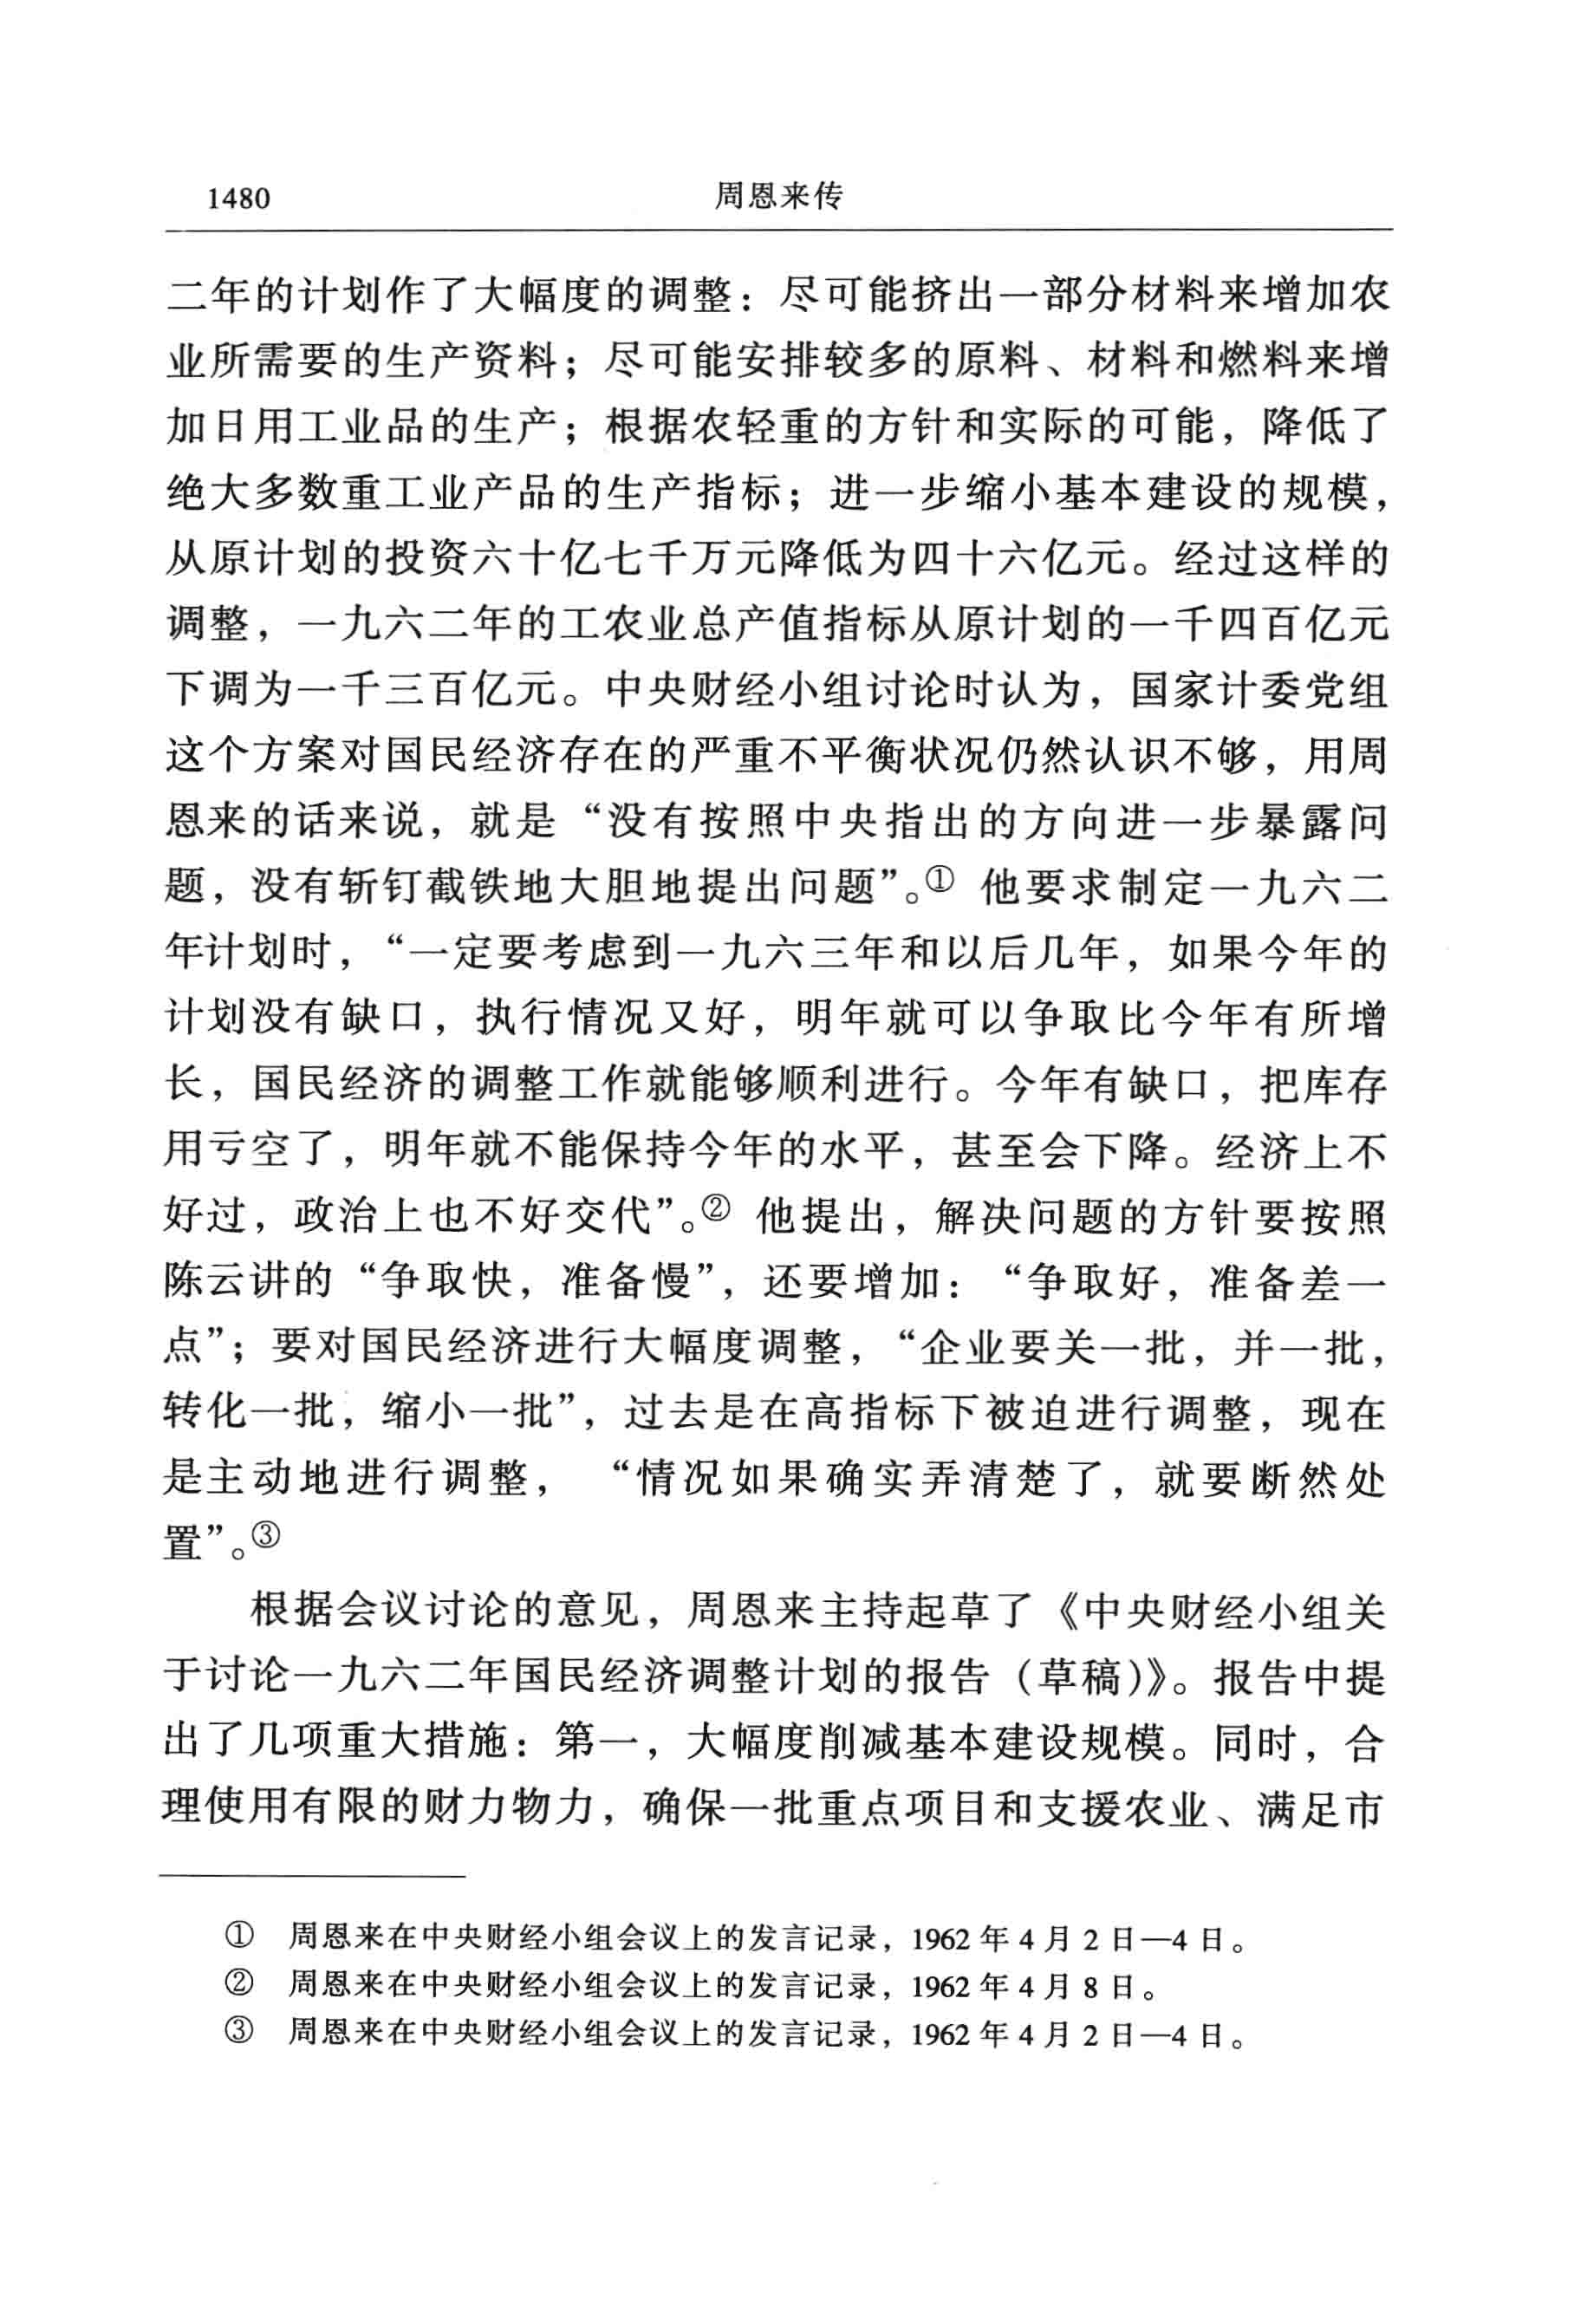 1480 周恩来传
二年的计划作了大幅度的调整：尽可能挤出一部分材料来增加农
业所需要的生产资料；尽可能安排较多的原料、材料和燃料来增
加日用工业品的生产；根据农轻重的方针和实际的可能，降低了
绝大多数重工业产品的生产指标；进一步缩小基本建设的规模，
从原计划的投资六十亿七千万元降低为四十六亿元。经过这样的
调整，一九六二年的工农业总产值指标从原计划的一千四百亿元
下调为一千三百亿元。中央财经小组讨论时认为，国家计委党组
这个方案对国民经济存在的严重不平衡状况仍然认识不够，用周
恩来的话来说，就是“没有按照中央指出的方向进一步暴露问
题，没有斩钉截铁地大胆地提出问题”。① 他要求制定一九六二
年计划时，“一定要考虑到一九六三年和以后几年，如果今年的
计划没有缺口，执行情况又好，明年就可以争取比今年有所增
长，国民经济的调整工作就能够顺利进行。今年有缺口，把库存
用亏空了，明年就不能保持今年的水平，甚至会下降。经济上不
好过，政治上也不好交代”。② 他提出，解决问题的方针要按照
陈云讲的“争取快，准备慢”，还要增加：“争取好，准备差一
点”；要对国民经济进行大幅度调整，“企业要关一批，并一批，
转化一批，缩小一批”，过去是在高指标下被迫进行调整，现在
是主动地进行调整，“情况如果确实弄清楚了，就要断然处
置”。③
根据会议讨论的意见，周恩来主持起草了《中央财经小组关
于讨论一九六二年国民经济调整计划的报告（草稿）》。报告中提
出了几项重大措施：第一，大幅度削减基本建设规模。同时，合
理使用有限的财力物力，确保一批重点项目和支援农业、满足市
① 周恩来在中央财经小组会议上的发言记录，1962 年 4 月 2 日—4 日。
② 周恩来在中央财经小组会议上的发言记录，1962 年 4 月 8 日。
③ 周恩来在中央财经小组会议上的发言记录，1962 年 4 月 2 日—4 日。